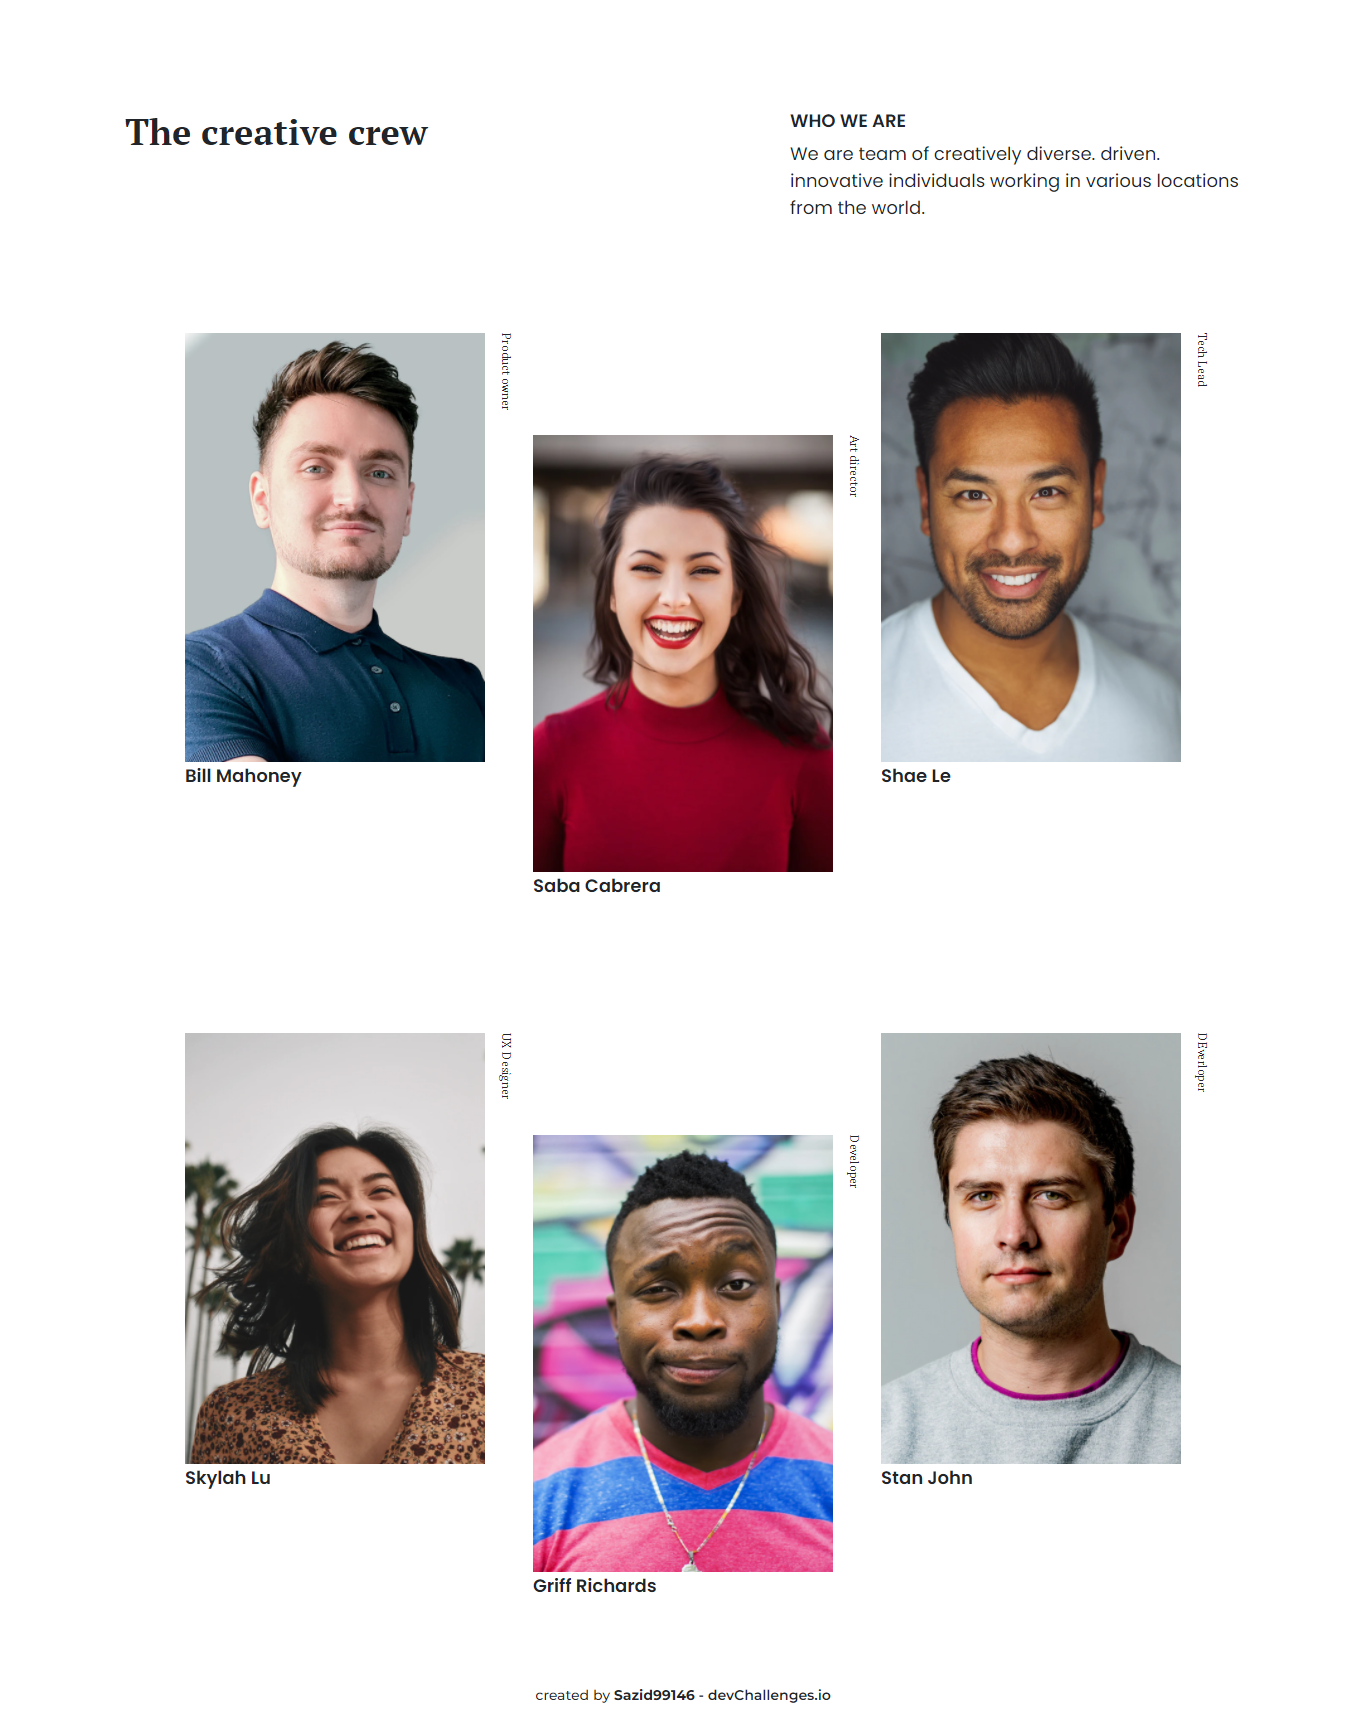 The creative crew
WHO WE ARE
We are team of creatively diverse. driven.
innovative individuals working in various locations
from the world.
Product owner
Bill Mahoney
Art director
Saba Cabrera
Tech Lead
Shae Le
UX Designer
Skylah Lu
Developer
Griff Richards
DEverloper
Stan John
created by Sazid99146 - devChallenges.io